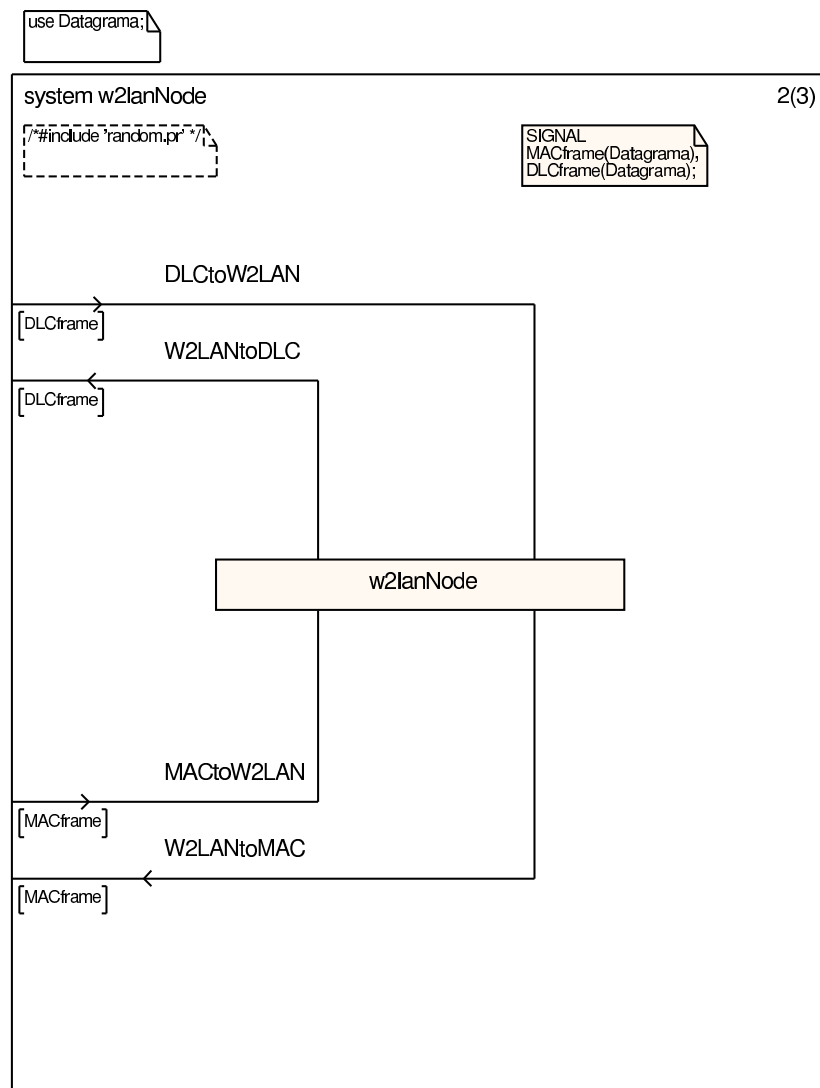 use Datagrama;
system w2lanNode
2(3)
/*#include 'random.pr' */
SIGNAL
MACframe(Datagrama),
DLCframe(Datagrama);
DLCtoW2LAN
[DLCframe]
W2LANtoDLC
[DLCframe]
w2lanNode
MACtoW2LAN
[MACframe]
W2LANtoMAC
[MACframe]